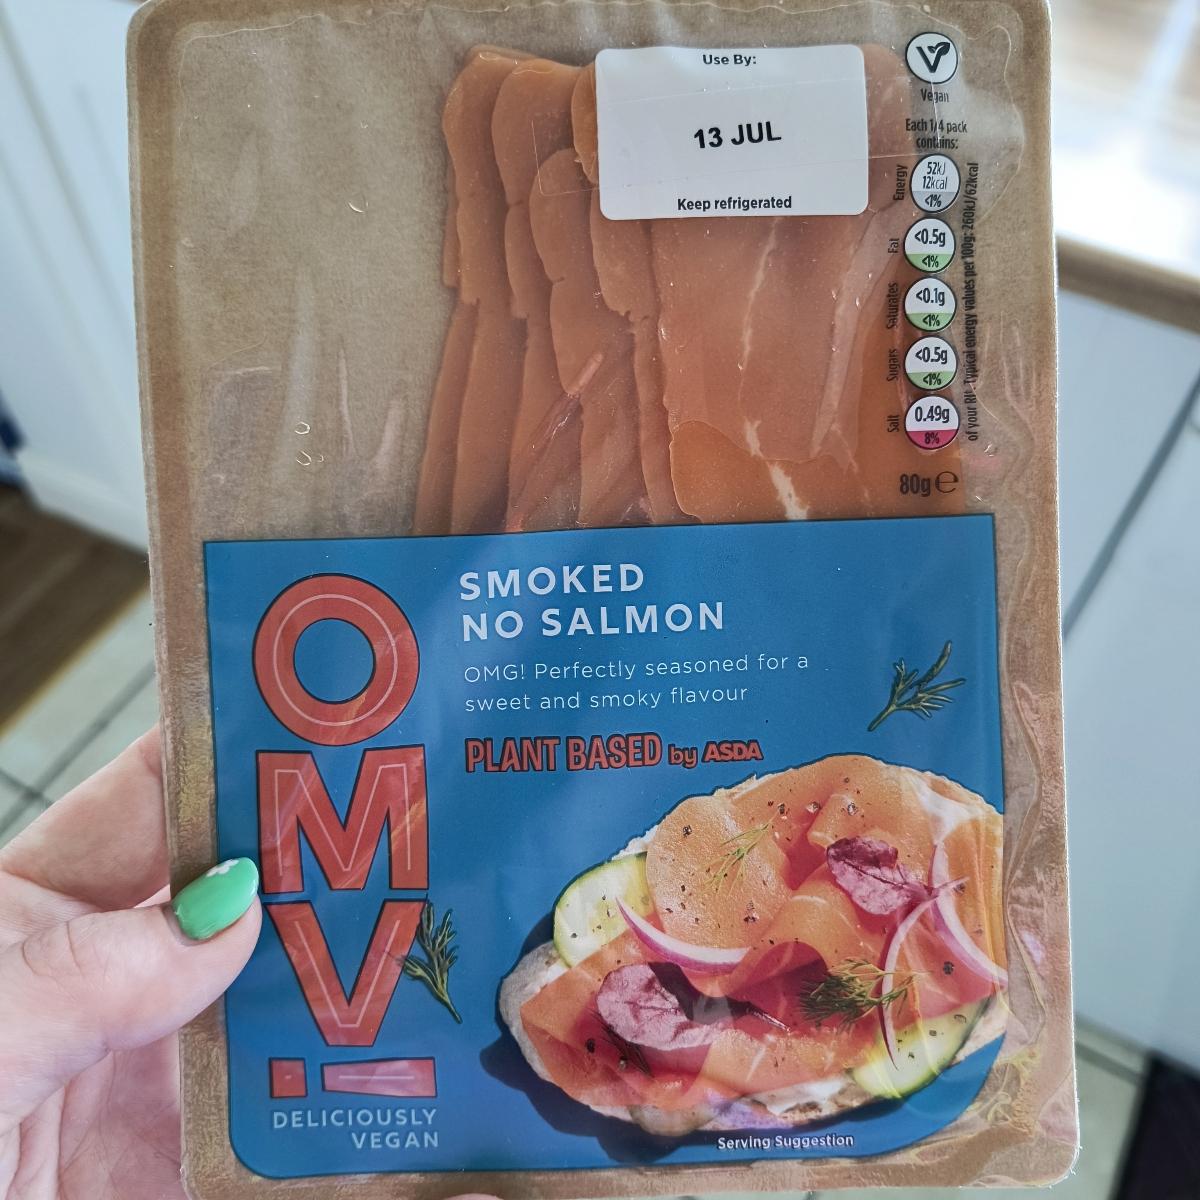 Use By:
13 JUL
Keep refrigerated
Vegan
Each 1/4 pack
contains:
Energy
52kJ
12kcal
<1%
Fat
<0.5g
<1%
Saturates
<0.1g
<1%
Sugars
<0.5g
<1%
Salt
0.49g
8%
of your RI*. Typical energy values per 100g: 260kJ/62kcal
80g ℮
SMOKED
NO SALMON
OMG! Perfectly seasoned for a
sweet and smoky flavour
PLANT BASED by ASDA
OMV!
DELICIOUSLY
VEGAN
Serving Suggestion